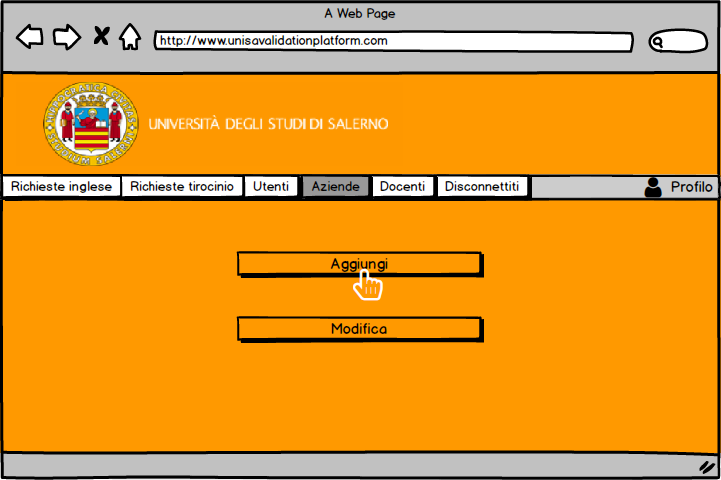 A Web Page
http://www.unisavalidationplatform.com
UNIVERSITÀ DEGLI STUDI DI SALERNO
Richieste inglese Richieste tirocinio Utenti Aziende Docenti Disconnettiti Profilo
Aggiungi
Modifica